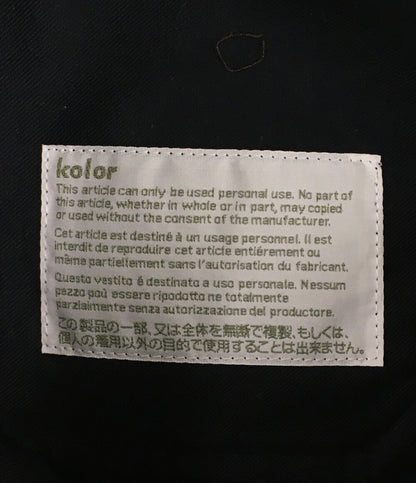 kolor
This article can only be used personal use. No part of
this article, whether in whole or in part, may copied
or used without the consent of the manufacturer.
Cet article est destiné à un usage personnel. Il est
interdit de reproduire cet article entiérement ou
même partiellement sans l'autorisation du fabricant.
Questo vestito é destinato a uso personale. Nessum
pezzo poù essere ripodotto ne totalmente
parzialmente senza autorizzazione del productore.
この製品の一部、又は全体を無断で複製、もしくは、
個人の着用以外の目的で使用することは出来ません。